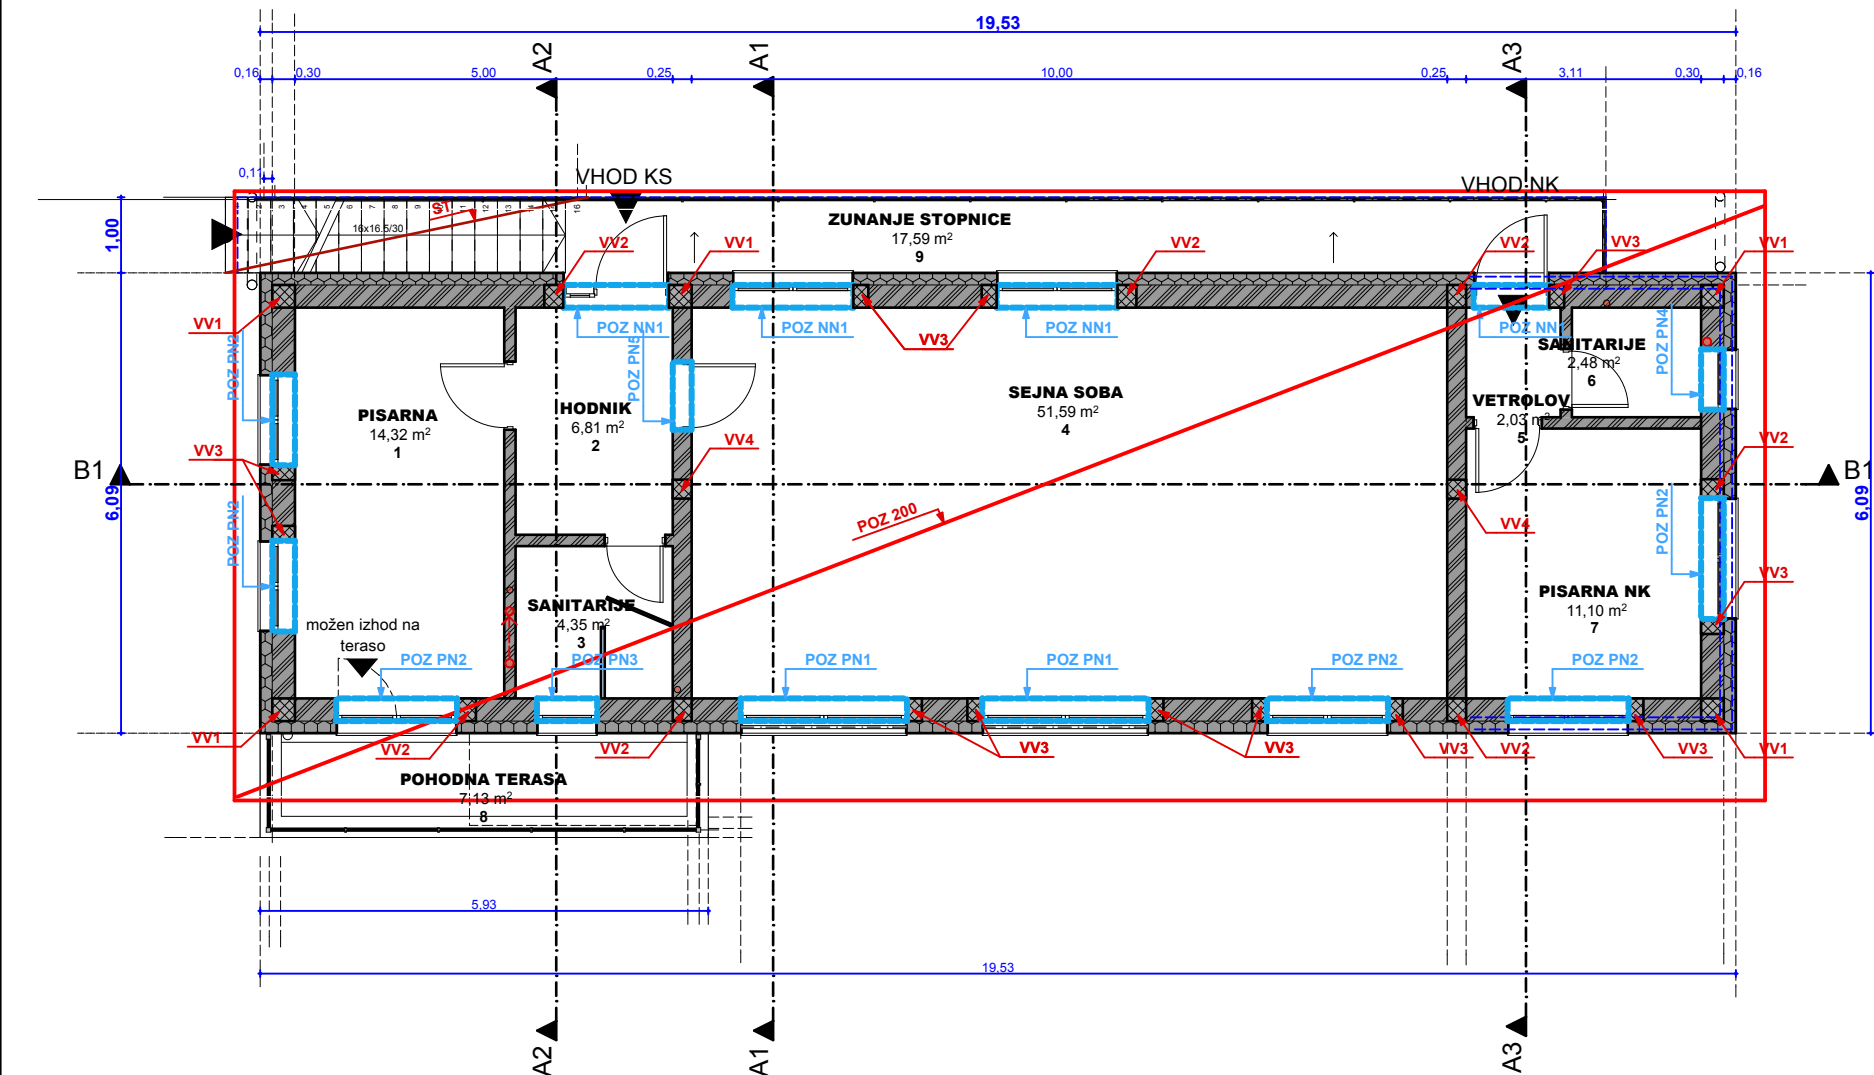 19,53
A2
A1
A3
0,16
0,30
5,00
0,25
10,00
0,25
3,11
0,30
0,16
0,11
VHOD KS
VHOD NK
1,00
ST
16x16.5/30
ZUNANJE STOPNICE
17,59 m²
9
VV2
VV1
VV2
VV2
VV3
VV1
VV1
POZ NN1
POZ NN1
VV3
POZ NN1
POZ NN1
POZ PN4
POZ PN2
POZ PN5
SANITARIJE
2,48 m²
6
PISARNA
14,32 m²
1
HODNIK
6,81 m²
2
SEJNA SOBA
51,59 m²
4
VETROLOV
2,03 m²
5
VV3
VV4
VV2
B1
B1
6,09
6,09
POZ PN2
POZ 200
VV4
POZ PN2
VV3
SANITARIJE
4,35 m²
3
PISARNA NK
11,10 m²
7
možen izhod na
teraso
POZ PN2
POZ PN3
POZ PN1
POZ PN1
POZ PN2
POZ PN2
VV1
VV2
VV2
VV3
VV3
VV3
VV2
VV3
VV1
POHODNA TERASA
7,13 m²
8
5,93
19,53
A2
A1
A3